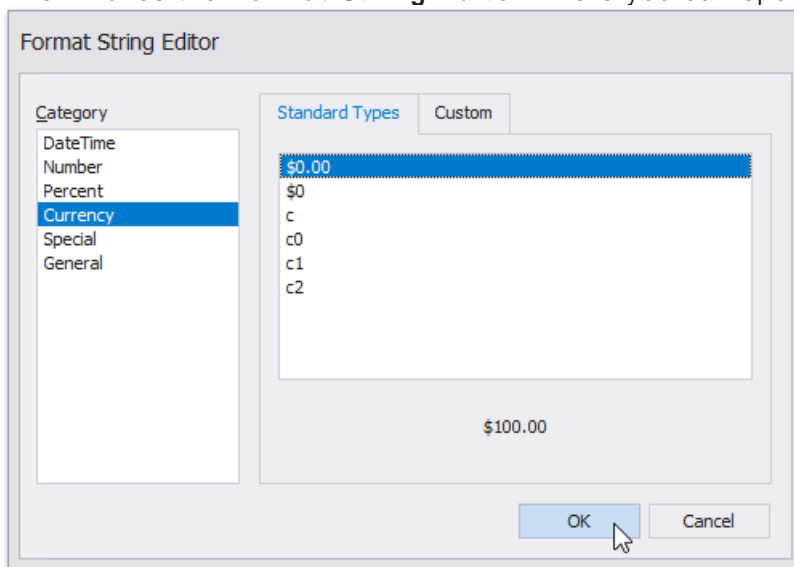 Format String Editor
Category
DateTime
Number
Percent
Currency
Special
General
Standard Types Custom
$0.00
$0
c
c0
c1
c2
$100.00
OK Cancel